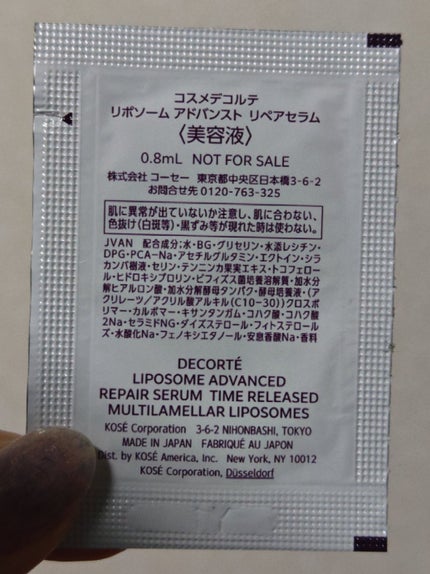 コスメデコルテ
リポソーム アドバンスト リペアセラム
〈美容液〉
0.8mL NOT FOR SALE
株式会社 コーセー 東京都中央区日本橋3-6-2
お問合せ先 0120-763-325
肌に異常が出ていないか注意し、肌に合わない、
色抜け(白斑等)・黒ずみ等が現れた時は使わない。
JVAN 配合成分:水・BG・グリセリン・水添レシチン・
DPG・PCA-Na・アセチルグルタミン・エクトイン・シラ
カンバ樹液・セリン・テンニンカ果実エキス・トコフェロー
ル・ヒドロキシプロリン・ビフィズス菌培養溶解質・加水分
解ヒアルロン酸・加水分解酵母タンパク・酵母培養液・(ア
クリレーツ/アクリル酸アルキル(C10-30))クロスポ
リマー・カルボマー・キサンタンガム・コハク酸・コハク酸
2Na・セラミドNG・ダイズステロール・フィトステロール
ズ・水酸化Na・フェノキシエタノール・安息香酸Na・香料
DECORTÉ
LIPOSOME ADVANCED
REPAIR SERUM TIME RELEASED
MULTILAMELLAR LIPOSOMES
KOSÉ Corporation 3-6-2 NIHONBASHI, TOKYO
MADE IN JAPAN FABRIQUÉ AU JAPON
Dist. by KOSÉ America, Inc. New York, NY 10012
KOSÉ Corporation, Düsseldorf